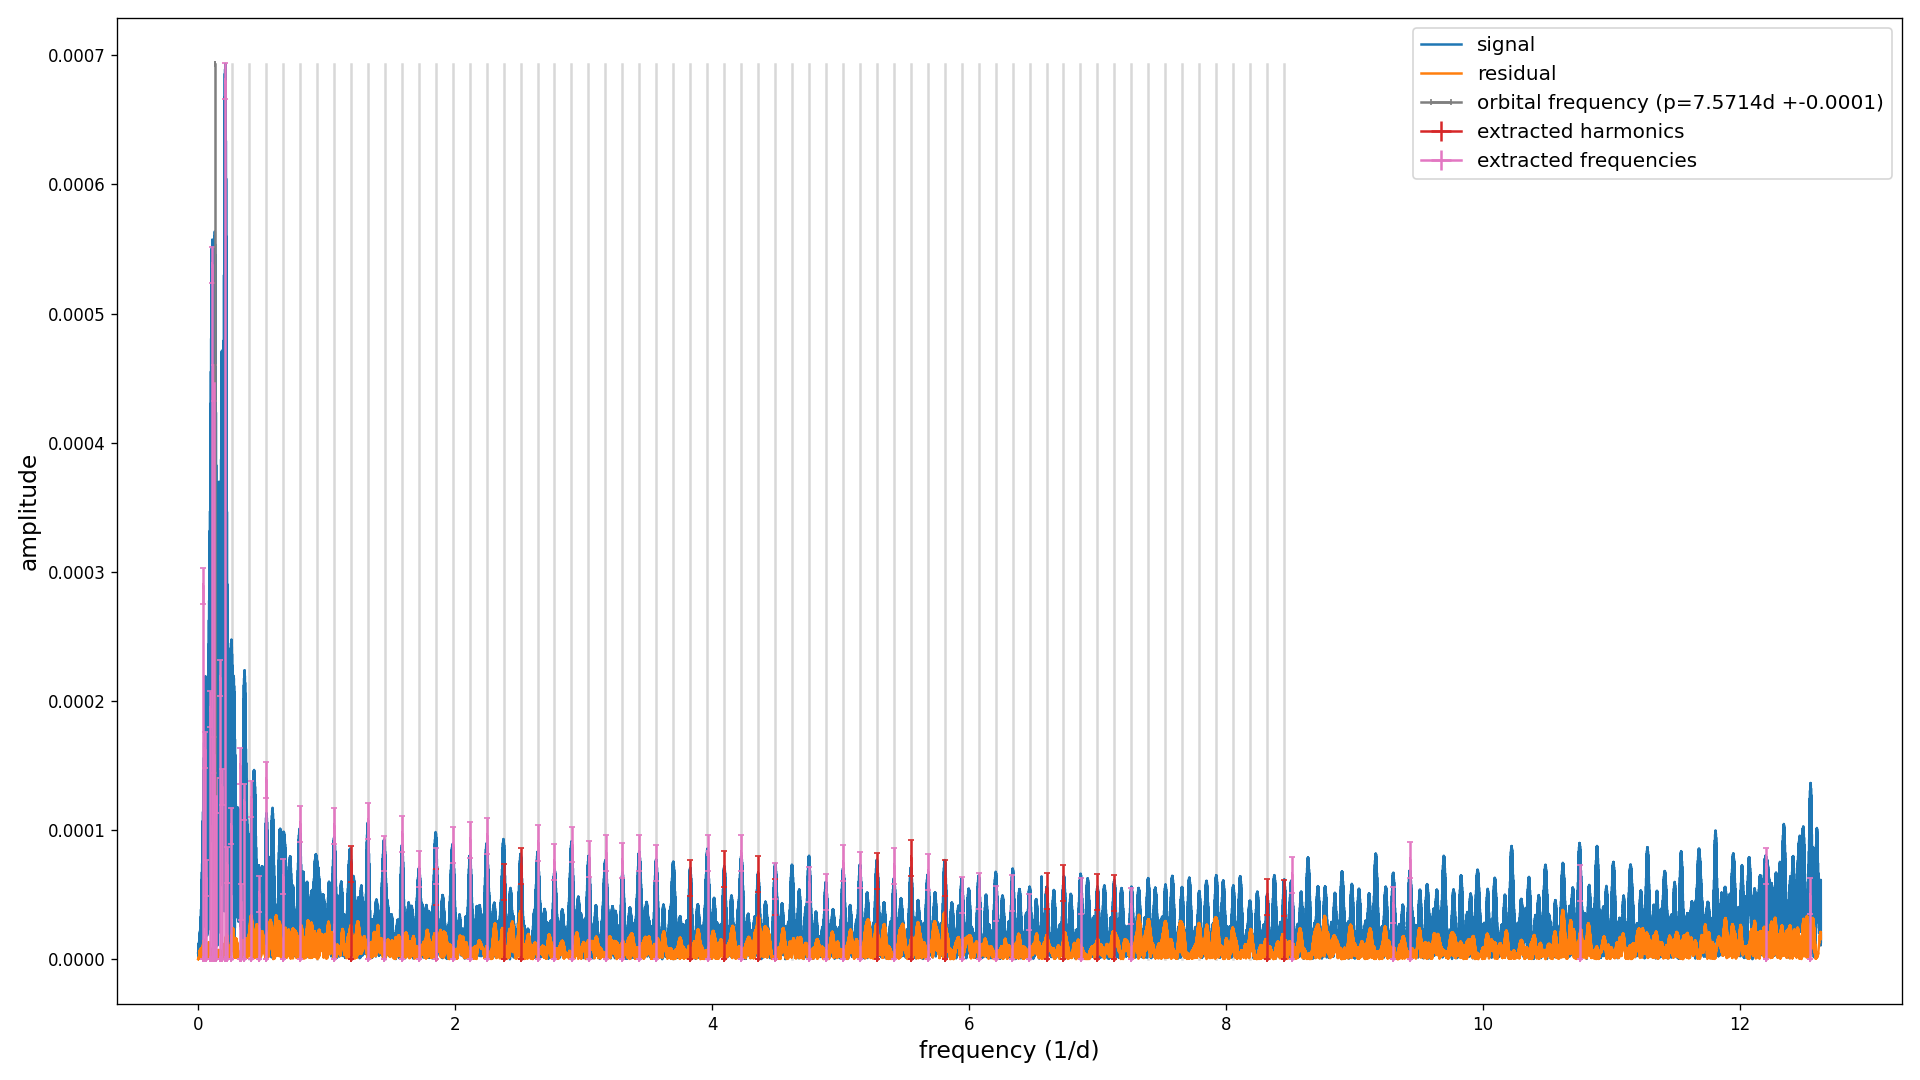 signal
residual
orbital frequency (p=7.5714d +-0.0001)
extracted harmonics
extracted frequencies
amplitude
0.0007
0.0006
0.0005
0.0004
0.0003
0.0002
0.0001
0.0000
0 2 4 6 8 10 12
frequency (1/d)